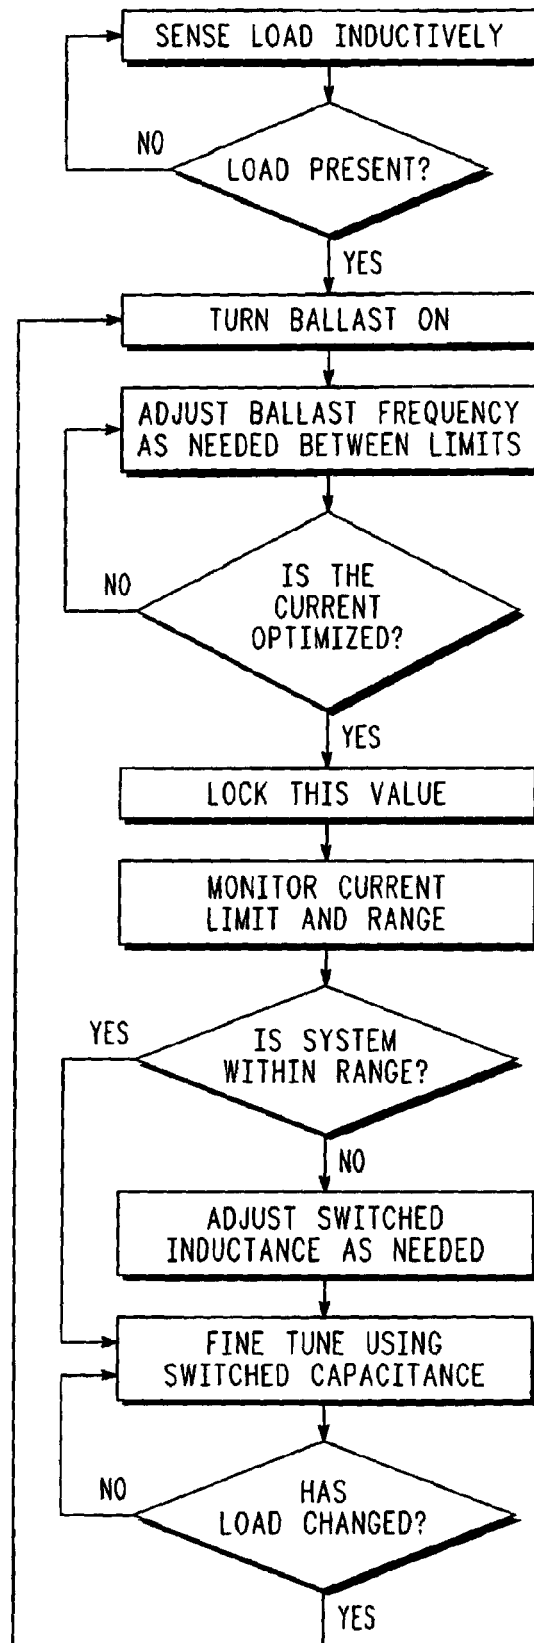 SENSE LOAD INDUCTIVELY
NO
LOAD PRESENT?
YES
TURN BALLAST ON
ADJUST BALLAST FREQUENCY
AS NEEDED BETWEEN LIMITS
NO
IS THE
CURRENT
OPTIMIZED?
YES
LOCK THIS VALUE
MONITOR CURRENT
LIMIT AND RANGE
YES
IS SYSTEM
WITHIN RANGE?
NO
ADJUST SWITCHED
INDUCTANCE AS NEEDED
FINE TUNE USING
SWITCHED CAPACITANCE
NO
HAS
LOAD CHANGED?
YES